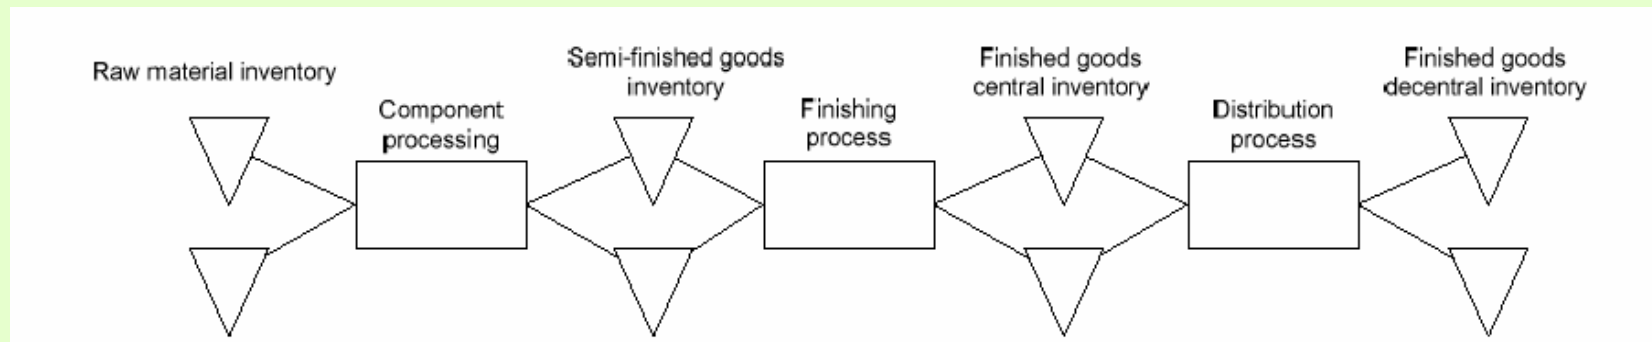 Raw material inventory
Component
processing
Semi-finished goods
inventory
Finishing
process
Finished goods
central inventory
Distribution
process
Finished goods
decentral inventory